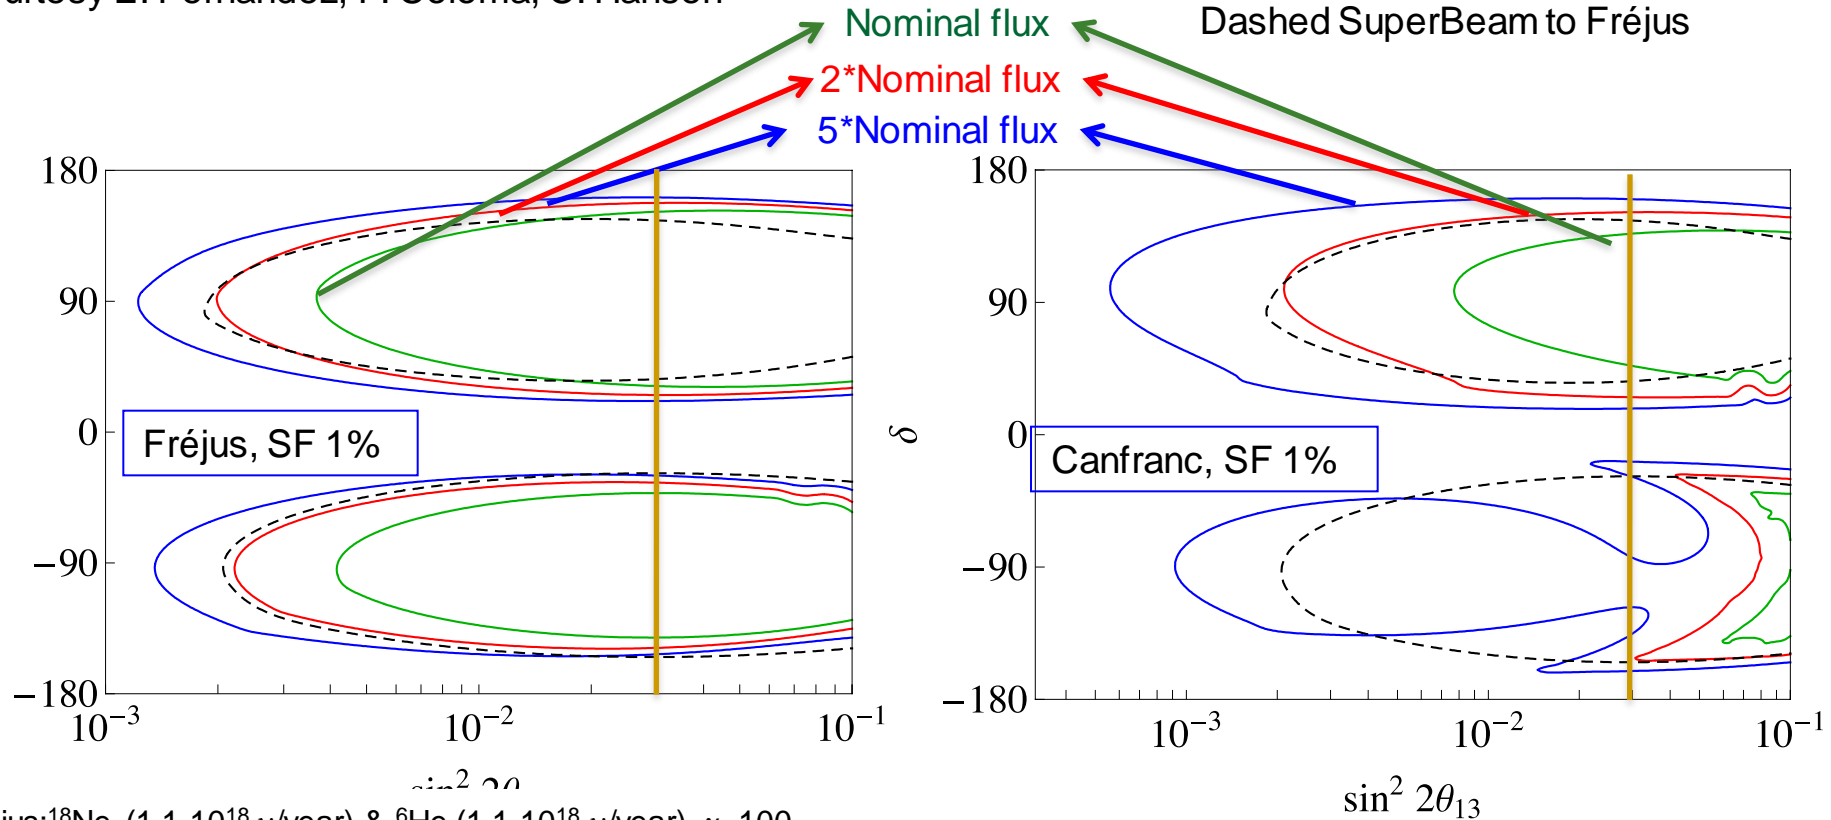 Nominal flux
Dashed SuperBeam to Fréjus
2*Nominal flux
5*Nominal flux
180
90
0
−90
−180
Fréjus, SF 1%
10⁻³
10⁻²
10⁻¹
180
90
0
−90
−180
δ
Canfranc, SF 1%
10⁻³
10⁻²
10⁻¹
sin² 2θ₁₃